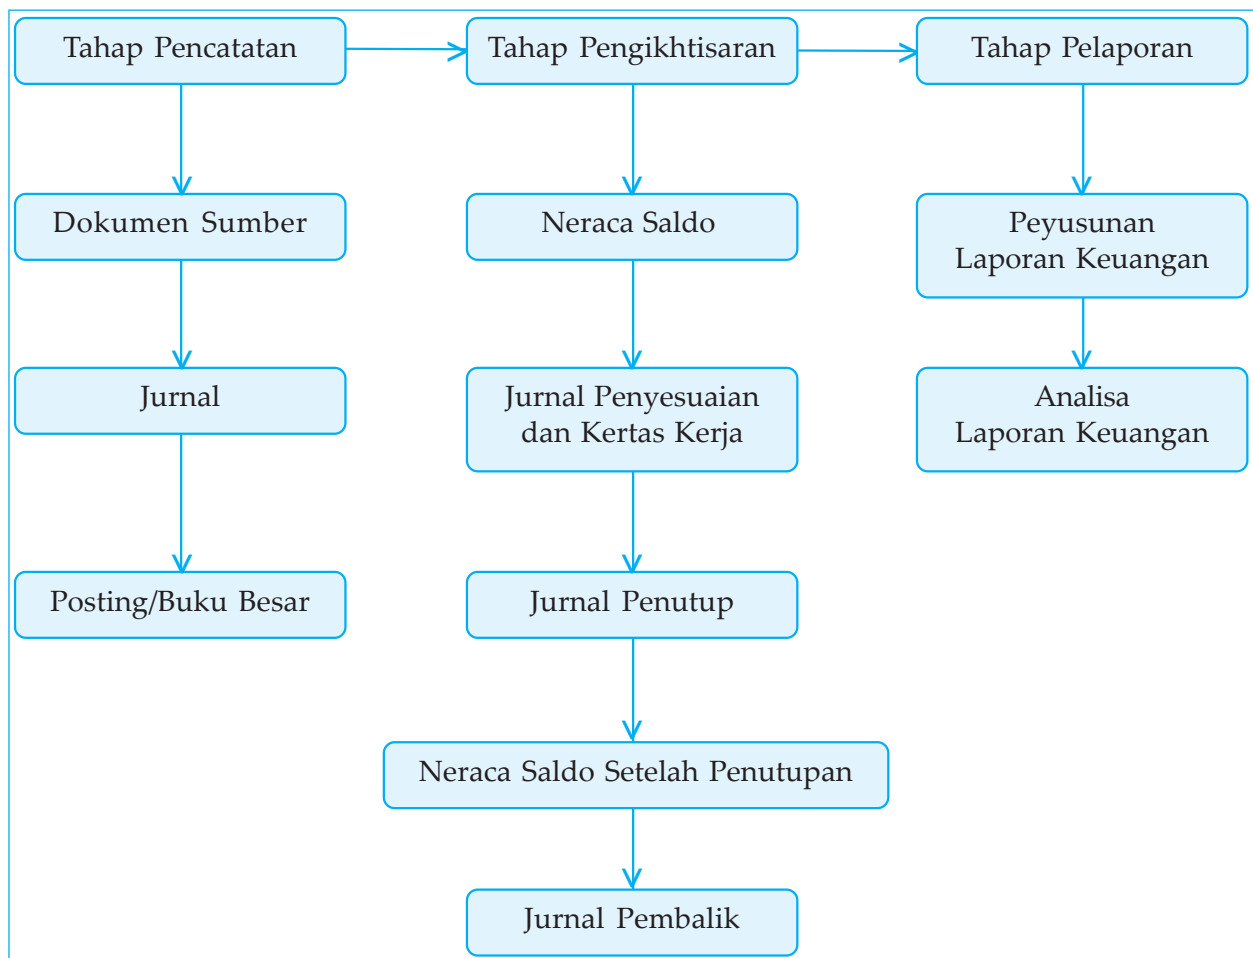 Tahap Pencatatan
Tahap Pengikhtisaran
Tahap Pelaporan
Dokumen Sumber
Neraca Saldo
Peyusunan
Laporan Keuangan
Jurnal
Jurnal Penyesuaian
dan Kertas Kerja
Analisa
Laporan Keuangan
Posting/Buku Besar
Jurnal Penutup
Neraca Saldo Setelah Penutupan
Jurnal Pembalik